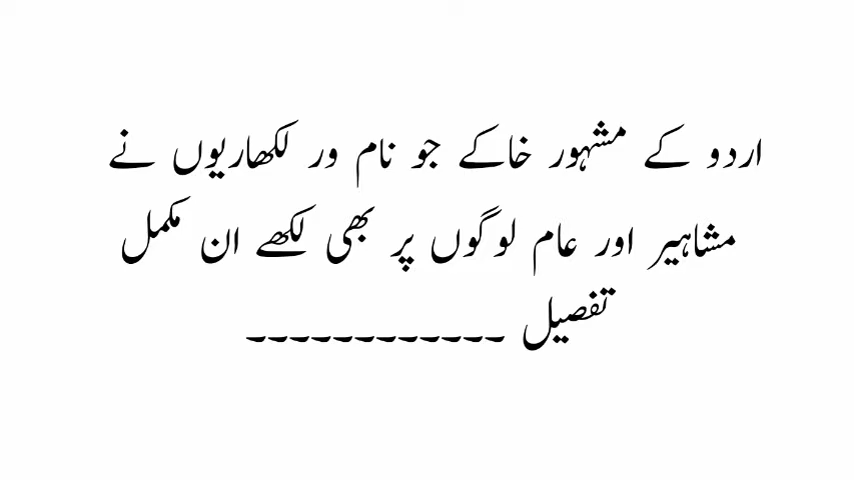 اردو کے مشہور خاکے جو نام ور لکھاریوں نے
مشاہیر اور عام لوگوں پر بھی لکھے ان مکمل
تفصیل ۔۔۔۔۔۔۔۔۔۔۔۔